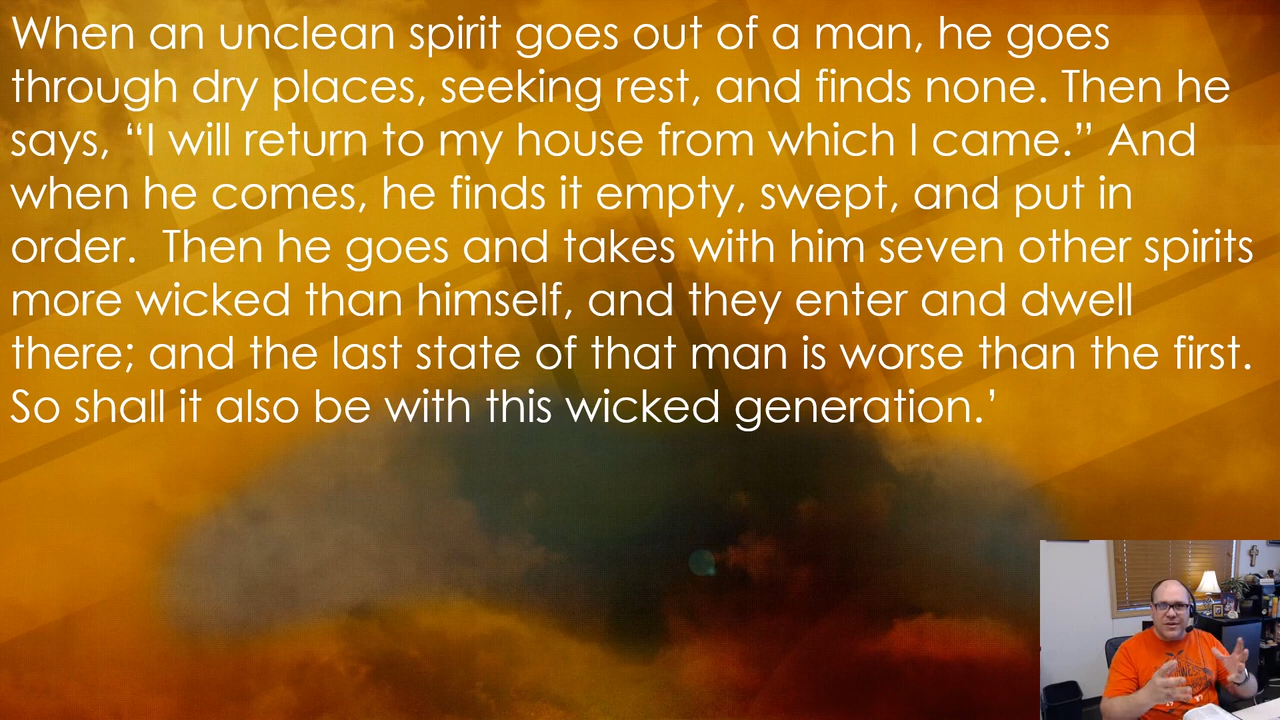 When an unclean spirit goes out of a man, he goes
through dry places, seeking rest, and finds none. Then he
says, “I will return to my house from which I came.” And
when he comes, he finds it empty, swept, and put in
order.  Then he goes and takes with him seven other spirits
more wicked than himself, and they enter and dwell
there; and the last state of that man is worse than the first.
So shall it also be with this wicked generation.’